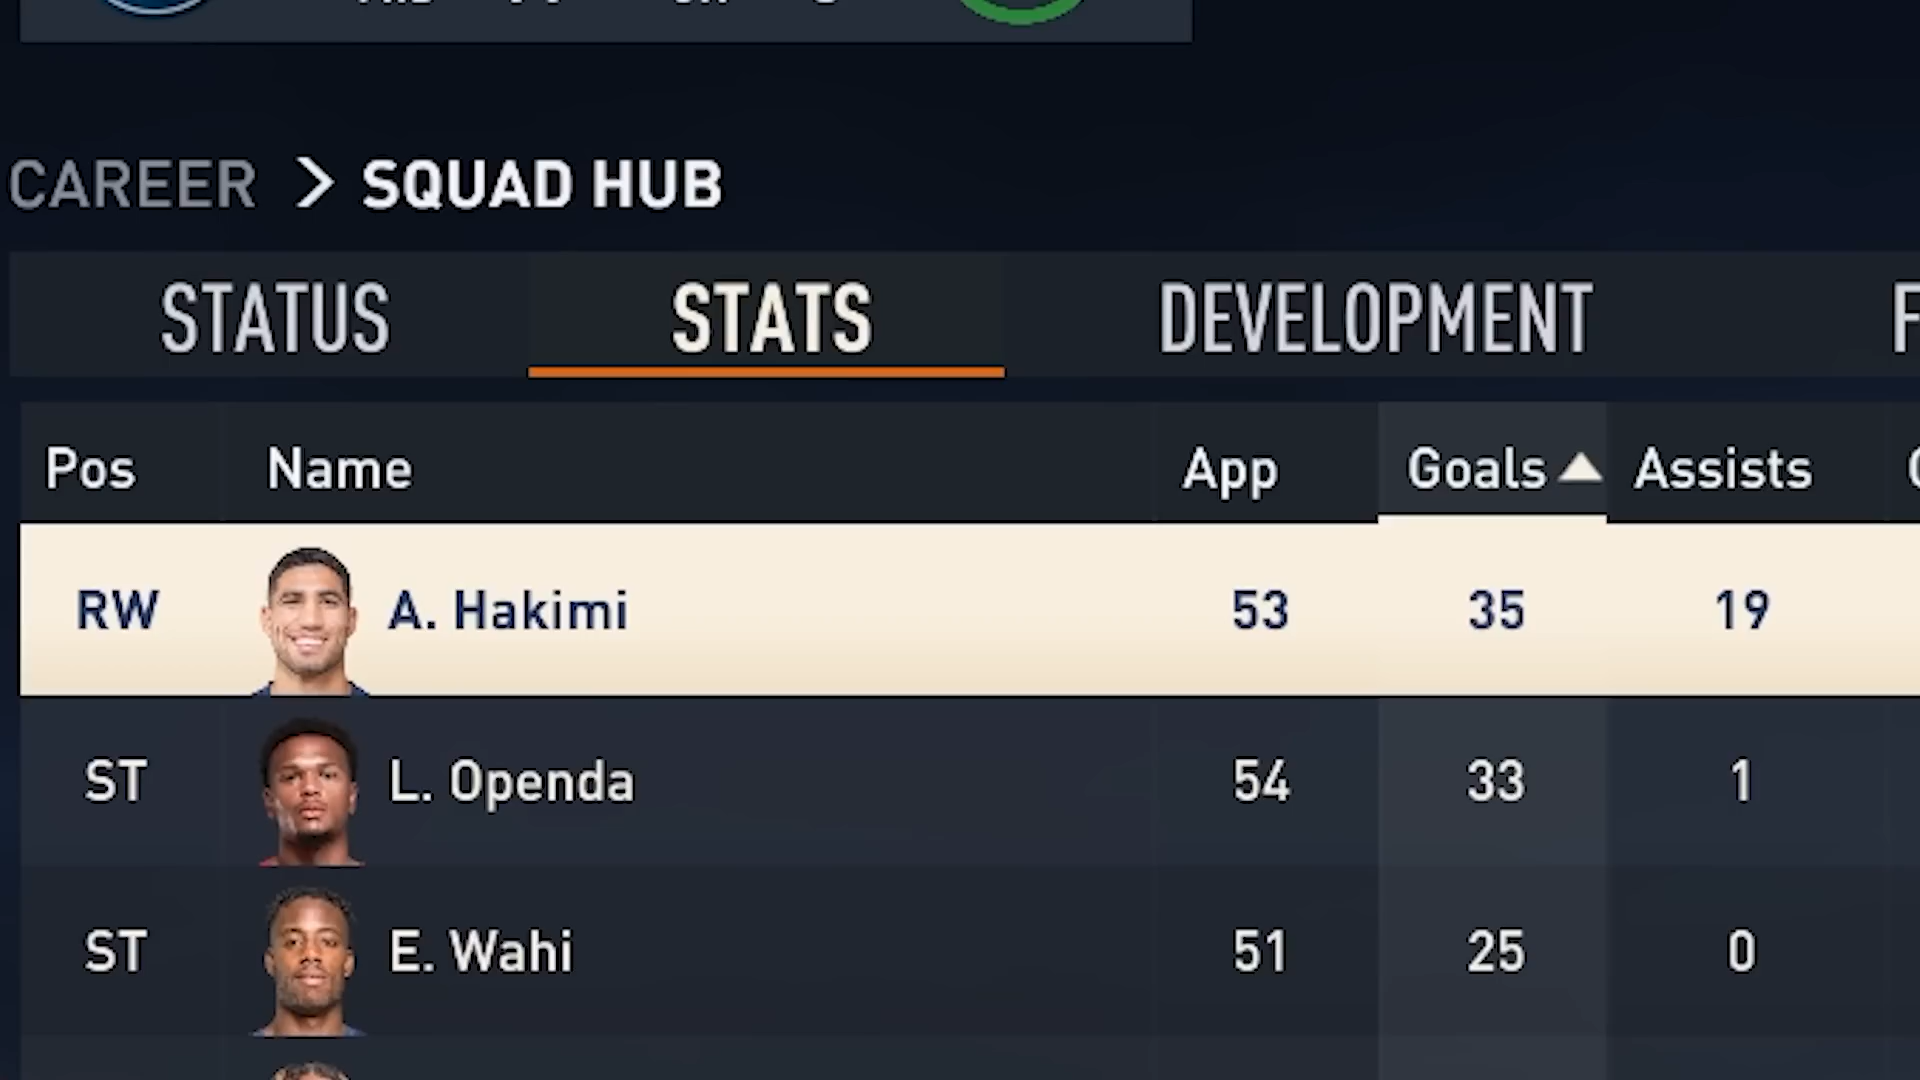 CAREER > SQUAD HUB
STATUS STATS DEVELOPMENT
Pos Name App Goals Assists
RW A. Hakimi 53 35 19
ST L. Openda 54 33 1
ST E. Wahi 51 25 0